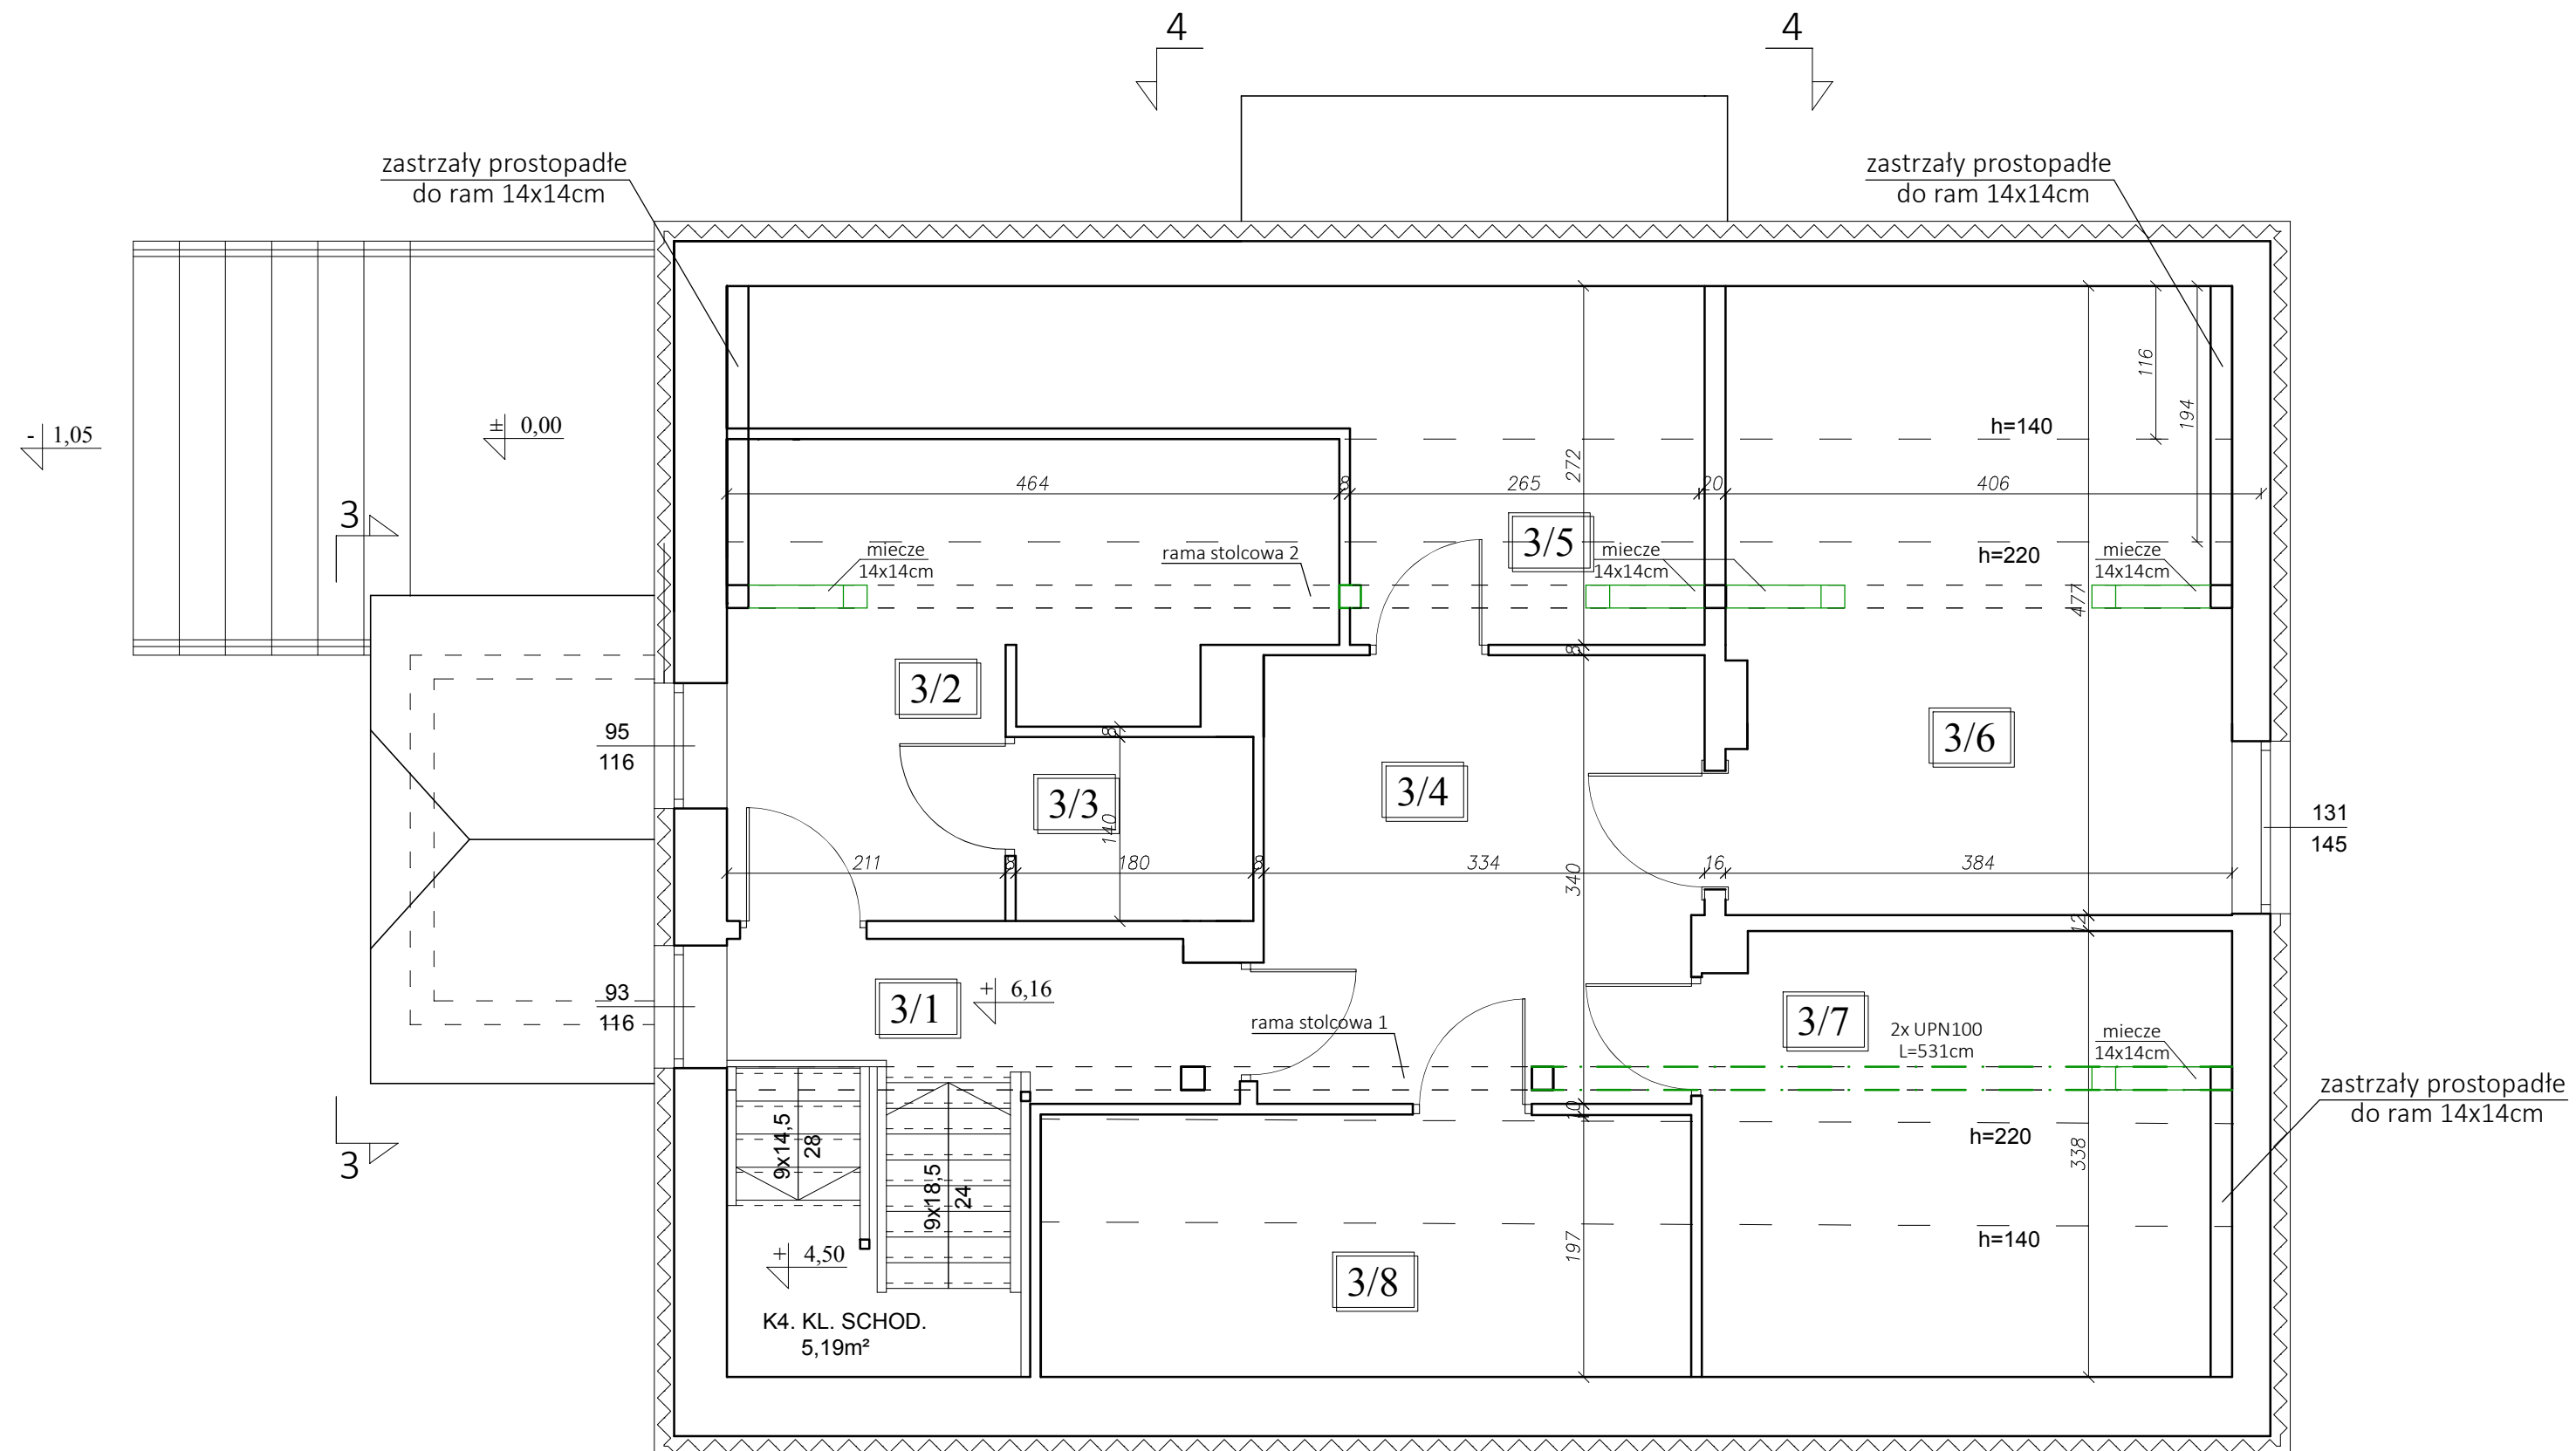 4
4
zastrzały prostopadłe
do ram 14x14cm
zastrzały prostopadłe
do ram 14x14cm
- 1,05
± 0,00
116
194
h=140
272
464
8
265
20
406
3
3/5
miecze
14x14cm
rama stolcowa 2
miecze
14x14cm
h=220
miecze
14x14cm
477
8
3/2
95
116
8
3/3
140
3/4
3/6
131
145
211
8
180
8
334
340
16
384
12
93
116
3/1
+ 6,16
rama stolcowa 1
3/7
2x UPN100
L=531cm
miecze
14x14cm
zastrzały prostopadłe
do ram 14x14cm
10
9x14,5
28
9x18,5
24
h=220
338
3
197
h=140
+ 4,50
3/8
K4. KL. SCHOD.
5,19m²